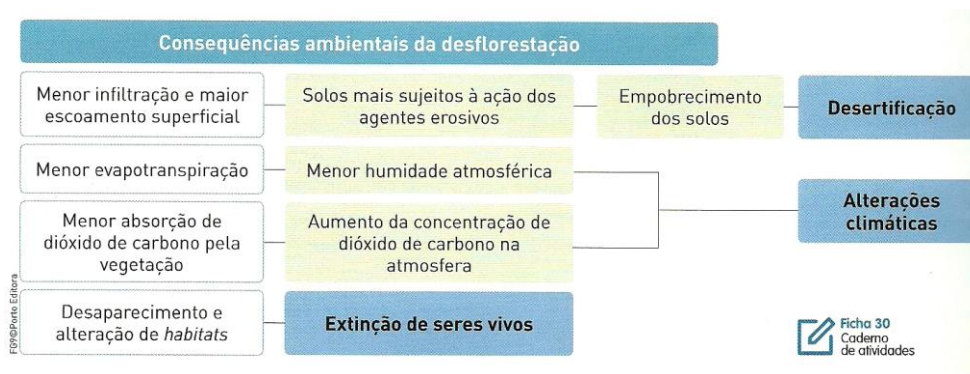 Consequências ambientais da desflorestação
Menor infiltração e maior
escoamento superficial
Solos mais sujeitos à ação dos
agentes erosivos
Empobrecimento
dos solos
Desertificação
Menor evapotranspiração
Menor humidade atmosférica
Menor absorção de
dióxido de carbono pela
vegetação
Aumento da concentração de
dióxido de carbono na
atmosfera
Alterações
climáticas
Desaparecimento e
alteração de habitats
Extinção de seres vivos
FG9©Porto Editora
Ficha 30
Caderno
de atividades